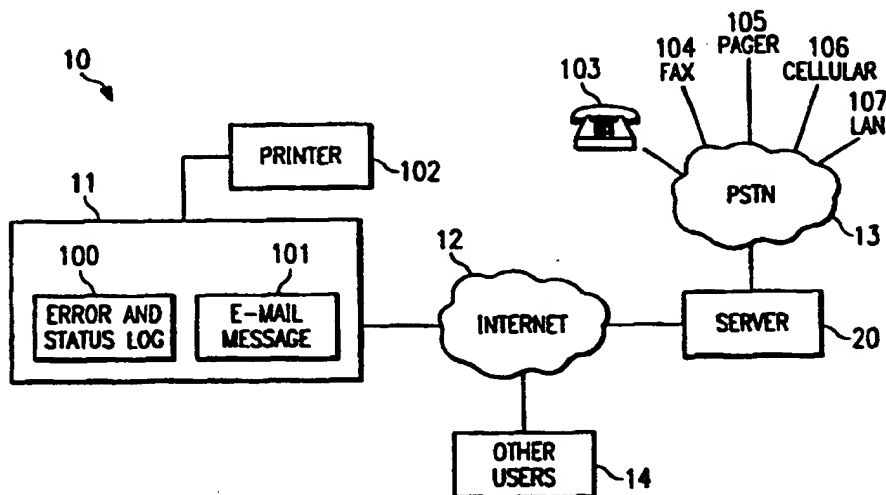 10
103
104
FAX
105
PAGER
106
CELLULAR
107
LAN
PRINTER
102
PSTN
13
11
100
ERROR AND
STATUS LOG
101
E-MAIL
MESSAGE
12
INTERNET
SERVER
20
OTHER
USERS
14